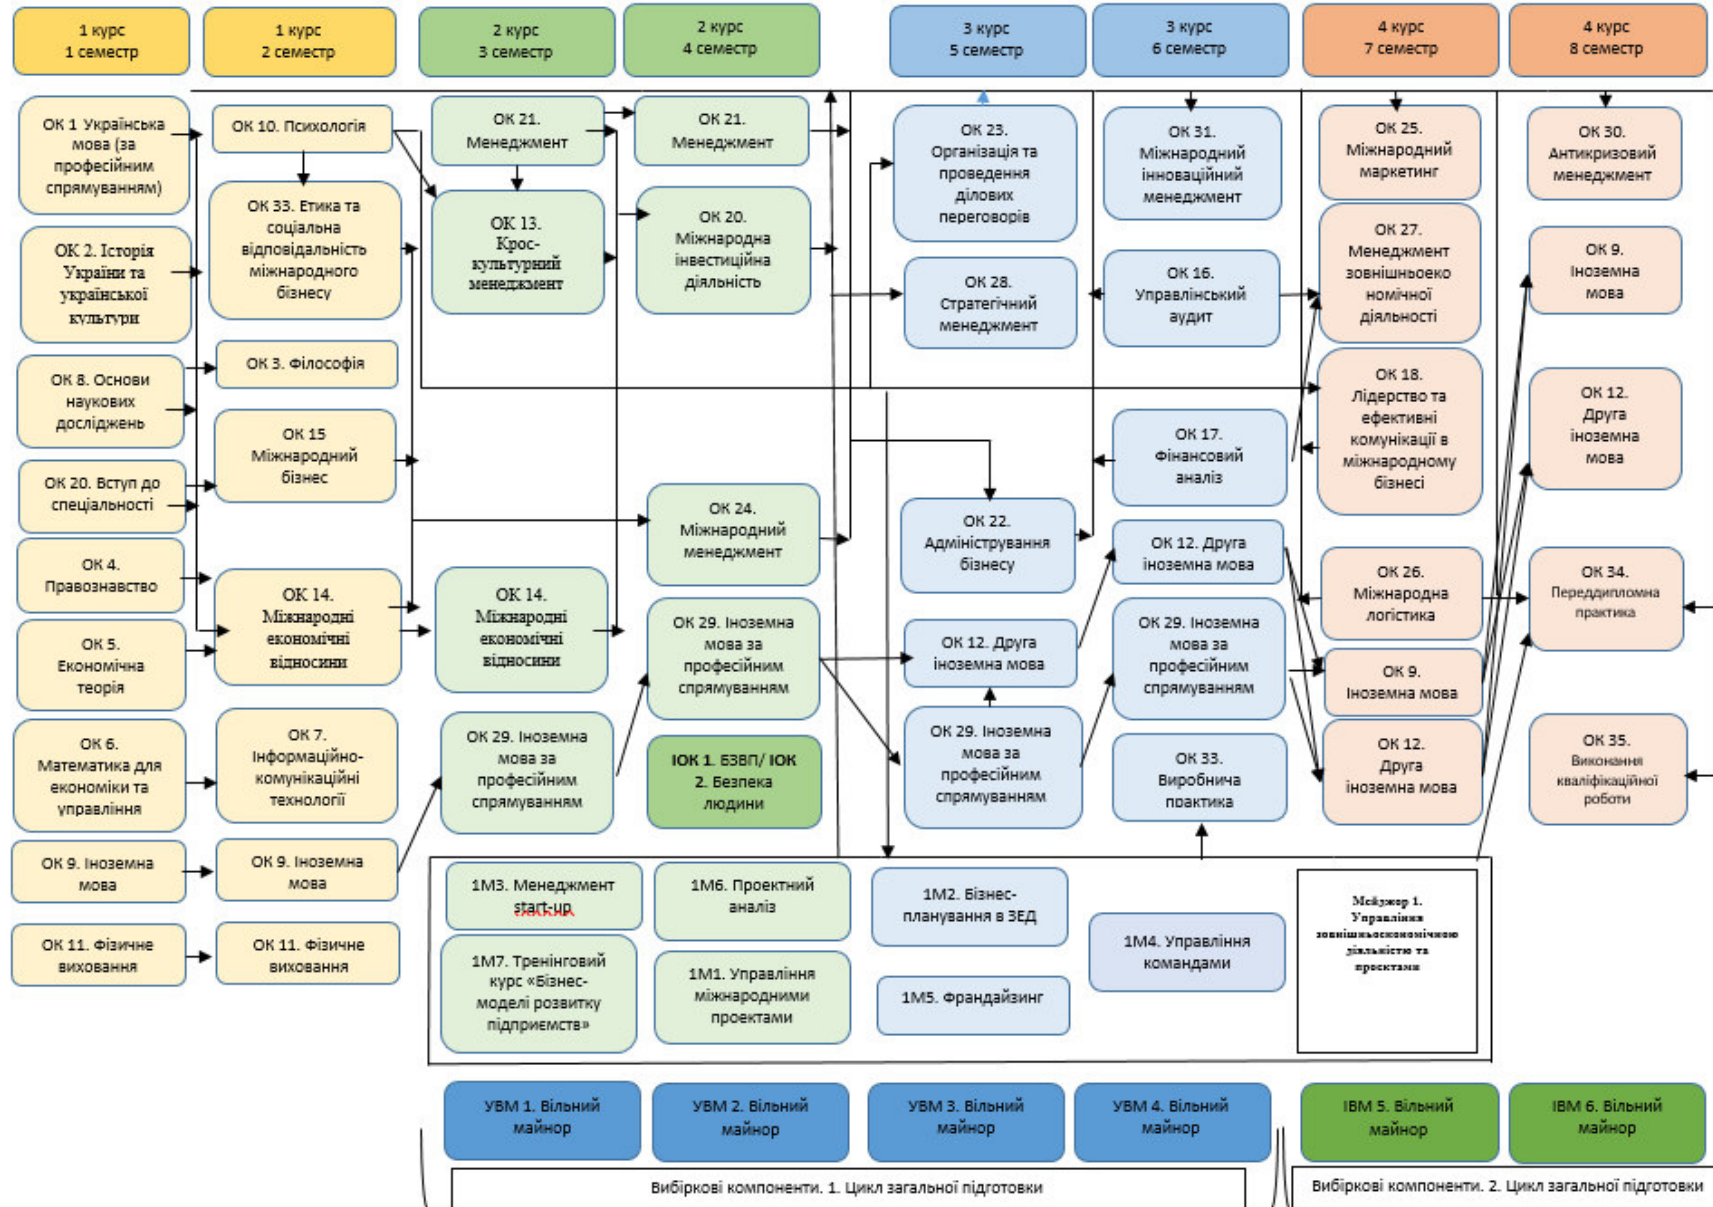 1 курс
1 семестр
1 курс
2 семестр
2 курс
3 семестр
2 курс
4 семестр
3 курс
5 семестр
3 курс
6 семестр
4 курс
7 семестр
4 курс
8 семестр
ОК 1 Українська
мова (за
професійним
спрямуванням)
ОК 2. Історія
України та
української
культури
ОК 8. Основи
наукових
досліджень
ОК 20. Вступ до
спеціальності
ОК 4.
Правознавство
ОК 5.
Економічна
теорія
ОК 6.
Математика для
економіки та
управління
ОК 9. Іноземна
мова
ОК 11. Фізичне
виховання
ОК 10. Психологія
ОК 33. Етика та
соціальна
відповідальність
міжнародного
бізнесу
ОК 3. Філософія
ОК 15
Міжнародний
бізнес
ОК 14.
Міжнародні
економічні
відносини
ОК 7.
Інформаційно-
комунікаційні
технології
ОК 9. Іноземна
мова
ОК 11. Фізичне
виховання
ОК 21.
Менеджмент
ОК 13.
Крос-
культурний
менеджмент
ОК 14.
Міжнародні
економічні
відносини
ОК 29. Іноземна
мова за
професійним
спрямуванням
ОК 21.
Менеджмент
ОК 20.
Міжнародна
інвестиційна
діяльність
ОК 24.
Міжнародний
менеджмент
ОК 29. Іноземна
мова за
професійним
спрямуванням
ІОК 1. БЗВП/ ІОК
2. Безпека
людини
ОК 23.
Організація та
проведення
ділових
переговорів
ОК 28.
Стратегічний
менеджмент
ОК 22.
Адміністрування
бізнесу
ОК 12. Друга
іноземна мова
ОК 29. Іноземна
мова за
професійним
спрямуванням
ОК 31.
Міжнародний
інноваційний
менеджмент
ОК 16.
Управлінський
аудит
ОК 17.
Фінансовий
аналіз
ОК 12. Друга
іноземна мова
ОК 29. Іноземна
мова за
професійним
спрямуванням
ОК 33.
Виробнича
практика
ОК 25.
Міжнародний
маркетинг
ОК 27.
Менеджмент
зовнішньоеко
номічної
діяльності
ОК 18.
Лідерство та
ефективні
комунікації в
міжнародному
бізнесі
ОК 26.
Міжнародна
логістика
ОК 9.
Іноземна мова
ОК 12.
Друга
іноземна мова
ОК 30.
Антикризовий
менеджмент
ОК 9.
Іноземна
мова
ОК 12.
Друга
іноземна
мова
ОК 34.
Переддипломна
практика
ОК 35.
Виконання
кваліфікаційної
роботи
1М3. Менеджмент
start-up
1М7. Тренінговий
курс «Бізнес-
моделі розвитку
підприємств»
1М6. Проектний
аналіз
1М1. Управління
міжнародними
проектами
1М2. Бізнес-
планування в ЗЕД
1М5. Франдайзинг
1М4. Управління
командами
Мейджор 1.
Управління
зовнішньоекономічною
діяльністю та
проєктами
УВМ 1. Вільний
майнор
УВМ 2. Вільний
майнор
УВМ 3. Вільний
майнор
УВМ 4. Вільний
майнор
ІВМ 5. Вільний
майнор
ІВМ 6. Вільний
майнор
Вибіркові компоненти. 1. Цикл загальної підготовки
Вибіркові компоненти. 2. Цикл загальної підготовки